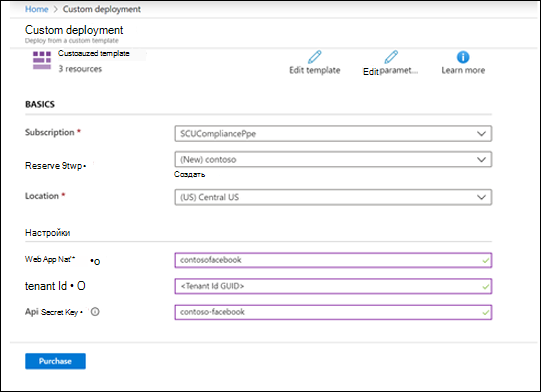 Home > Custom deployment
Custom deployment
Deploy from a custom template
Custoauzed template
3 resources
Edit template
Edit paramet...
Learn more
BASICS
Subscription *
SCUCompliancePpe
Reserve 9twp •
(New) contoso
Создать
Location *
(US) Central US
Настройки
Web App Nat'* •o
contosofacebook
tenant Id • O
<Tenant Id GUID>
Api Secret Key •
contoso-facebook
Purchase